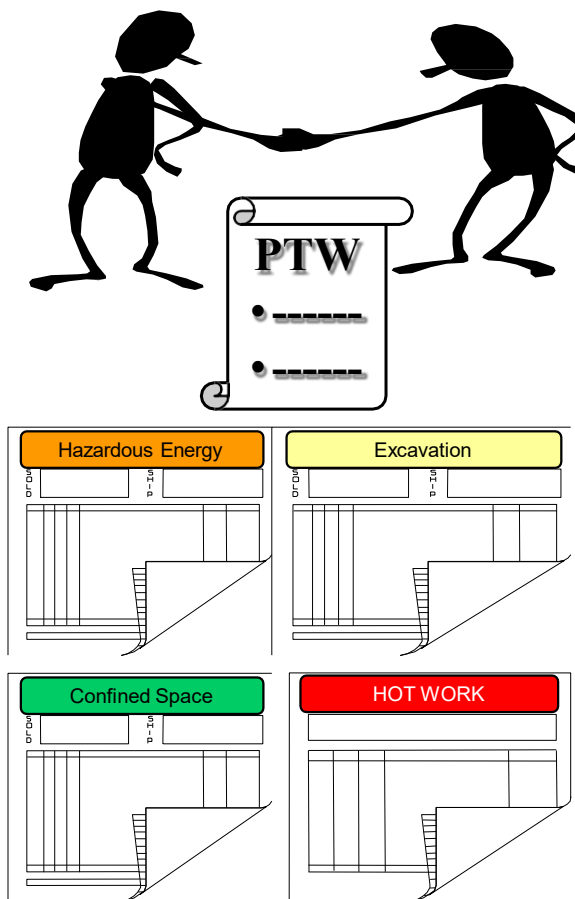 PTW
• ------
• ------
Hazardous Energy
Excavation
SOLD
SHIP
SOLD
SHIP
Confined Space
HOT WORK
SOLD
SHIP